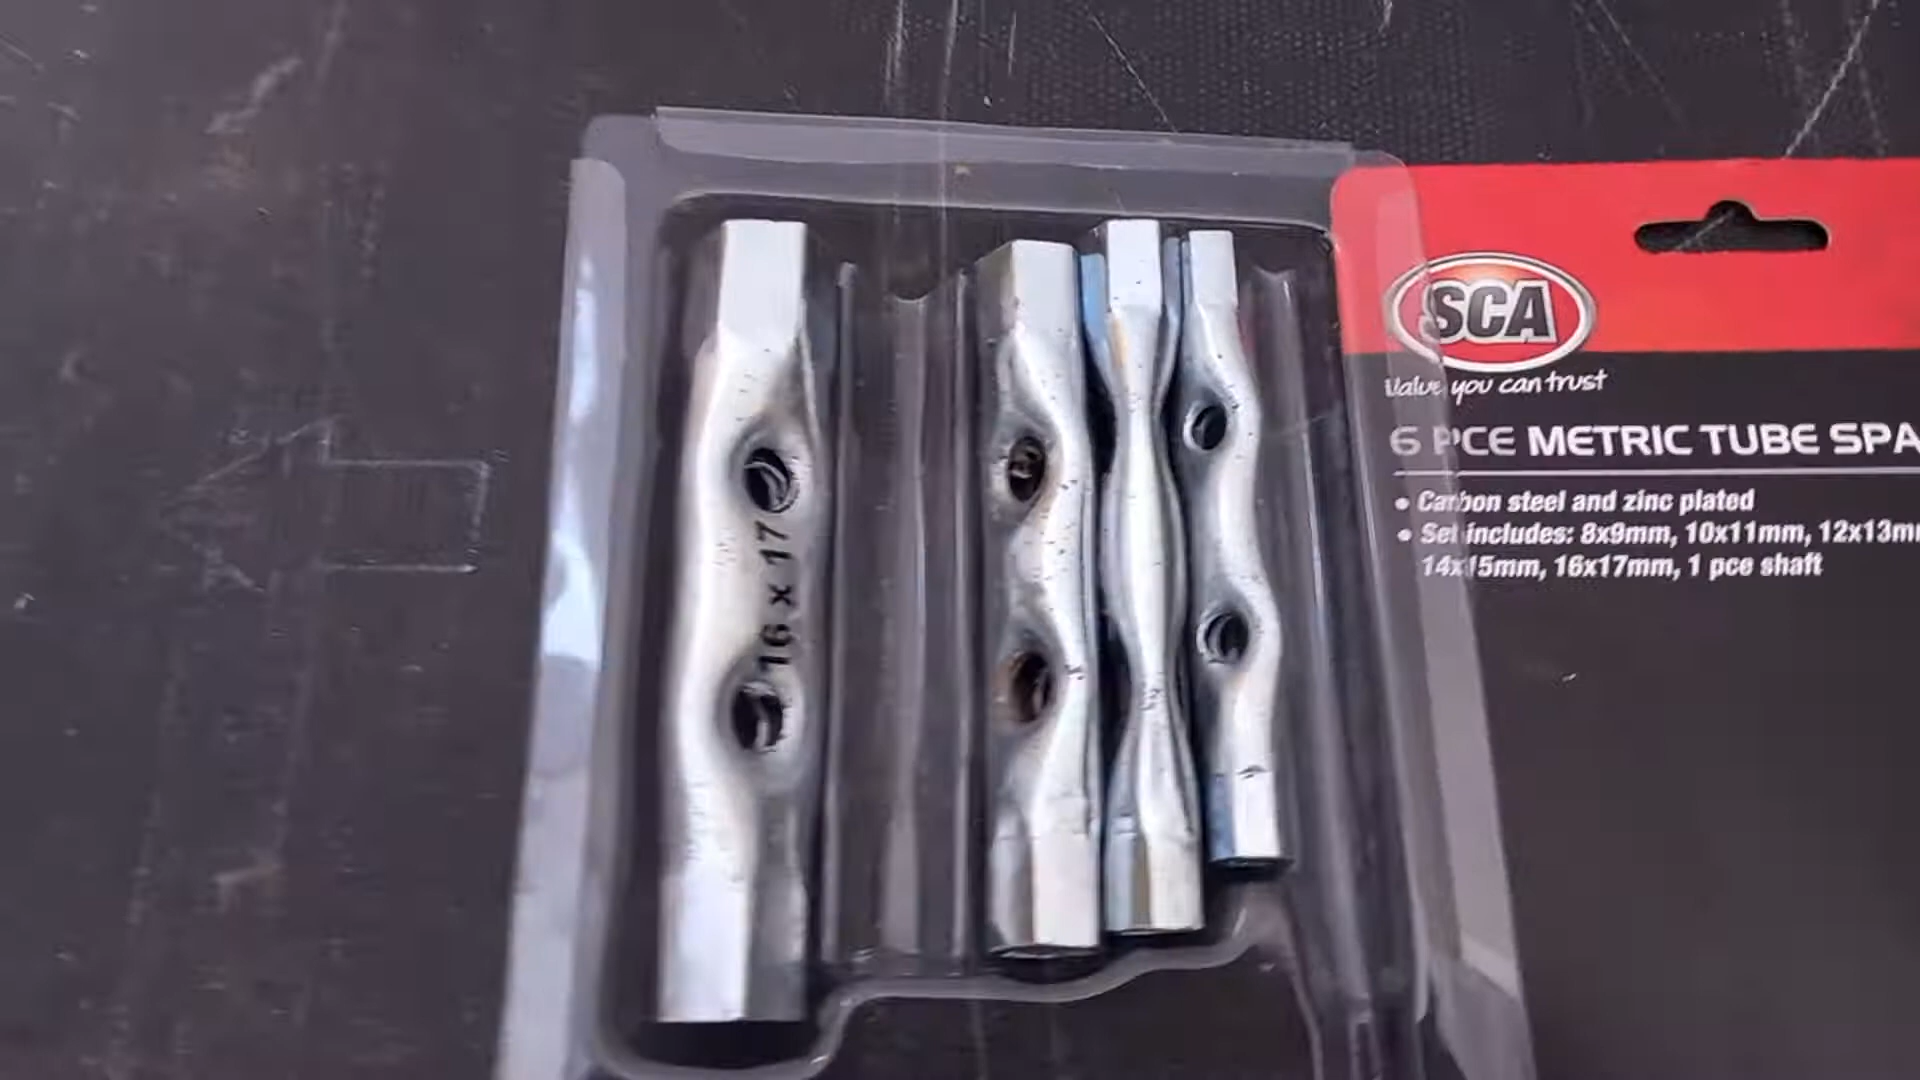 16 x 17
SCA
Value you can trust
6 PCE METRIC TUBE SPA
• Carbon steel and zinc plated
• Set includes: 8x9mm, 10x11mm, 12x13m
14x15mm, 16x17mm, 1 pce shaft